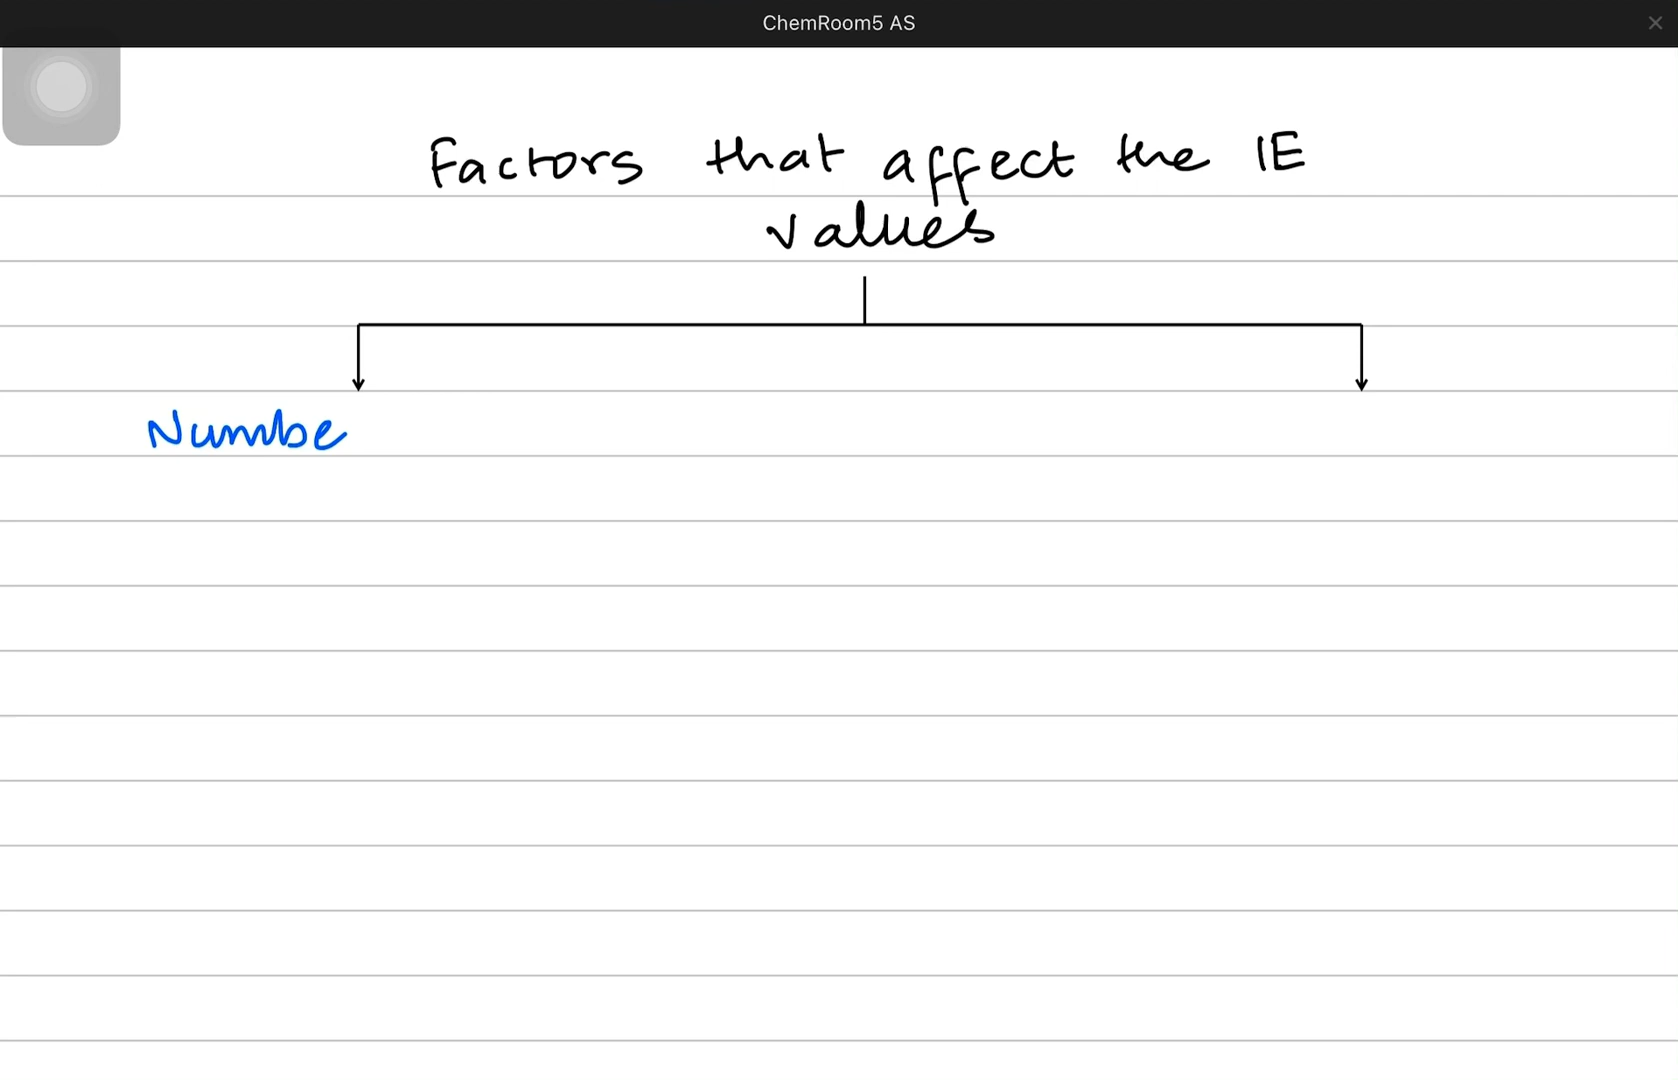 ChemRoom5 AS
Factors that affect the IE
values
Numbe